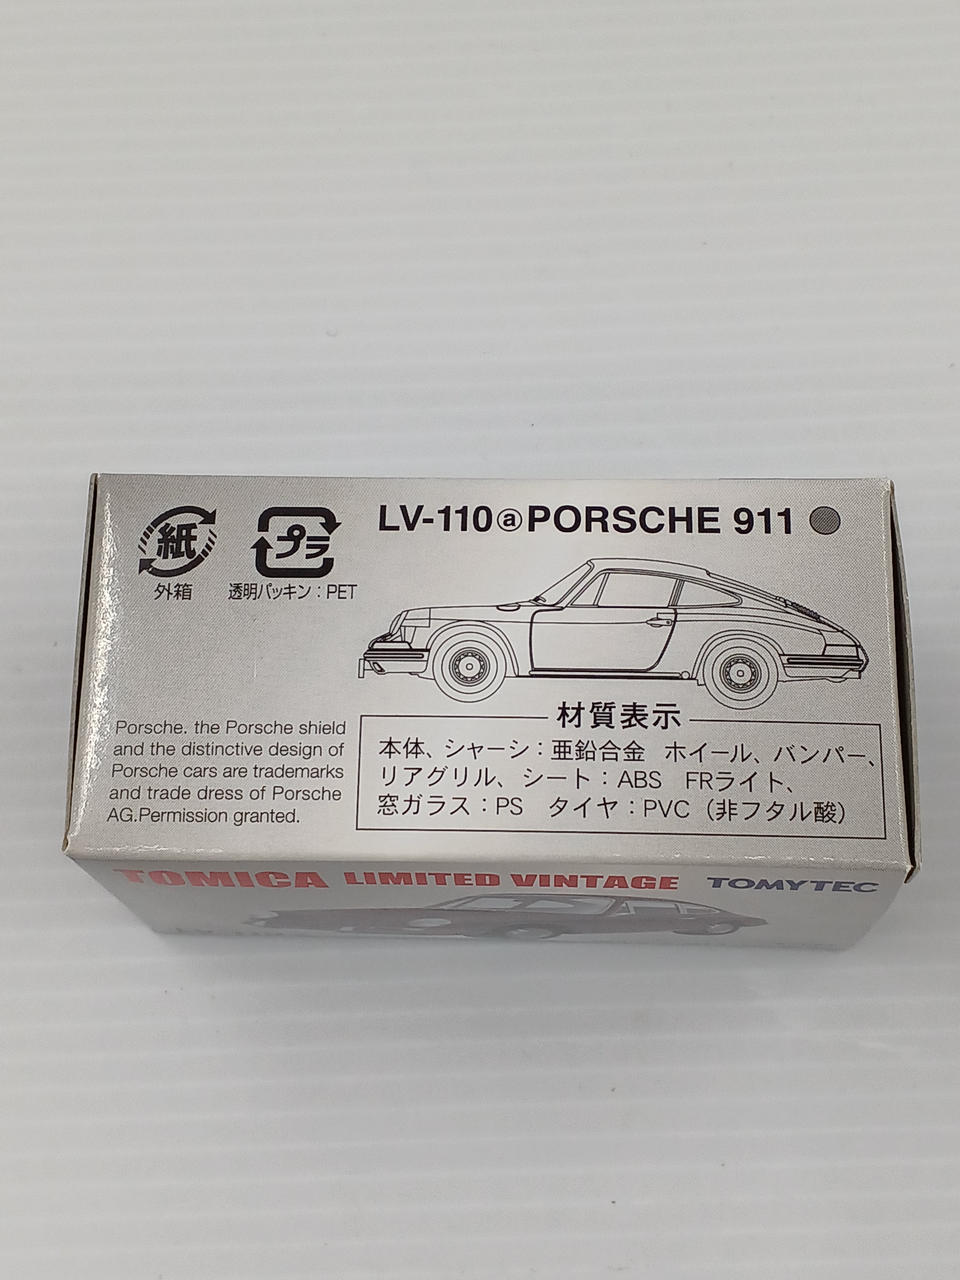 LV-110ⓐPORSCHE 911
紙
外箱
プラ
透明パッキン：PET
Porsche. the Porsche shield
and the distinctive design of
Porsche cars are trademarks
and trade dress of Porsche
AG.Permission granted.
材質表示
本体、シャーシ：亜鉛合金　ホイール、バンパー、
リアグリル、シート：ABS　FRライト、
窓ガラス：PS　タイヤ：PVC（非フタル酸）
TOMICA LIMITED VINTAGE TOMYTEC